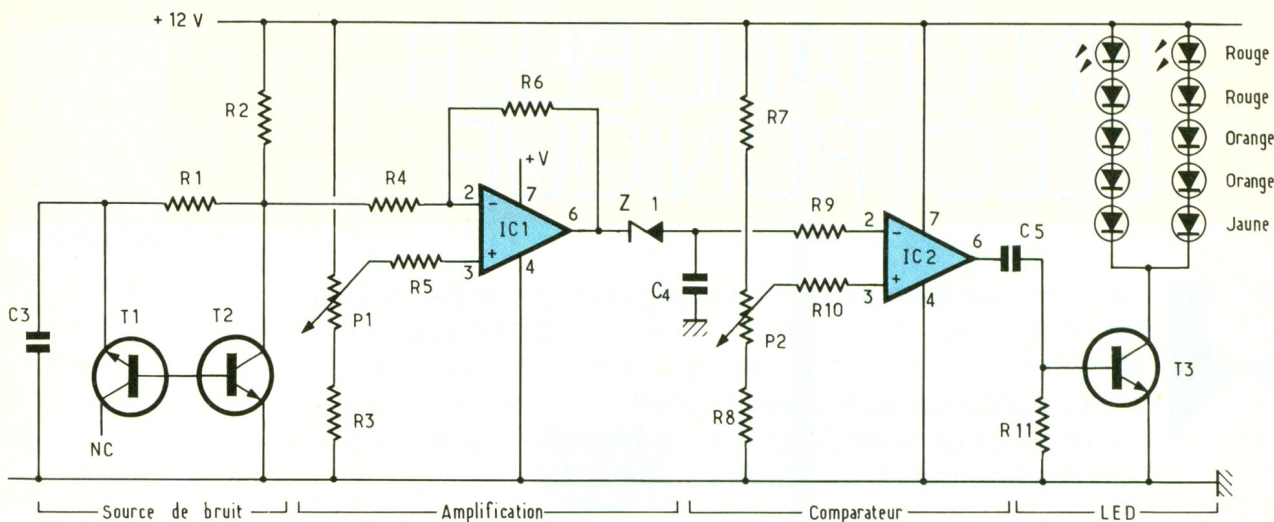 + 12 V
R2
R1
C3
T1
T2
NC
R4
R5
R6
P1
R3
+V
2
-
7
IC1
+
3
4
6
Z
1
C4
R7
P2
R8
R9
R10
2
-
7
IC2
+
3
4
6
C5
R11
T3
Rouge
Rouge
Orange
Orange
Jaune
Source de bruit
Amplification
Comparateur
LED